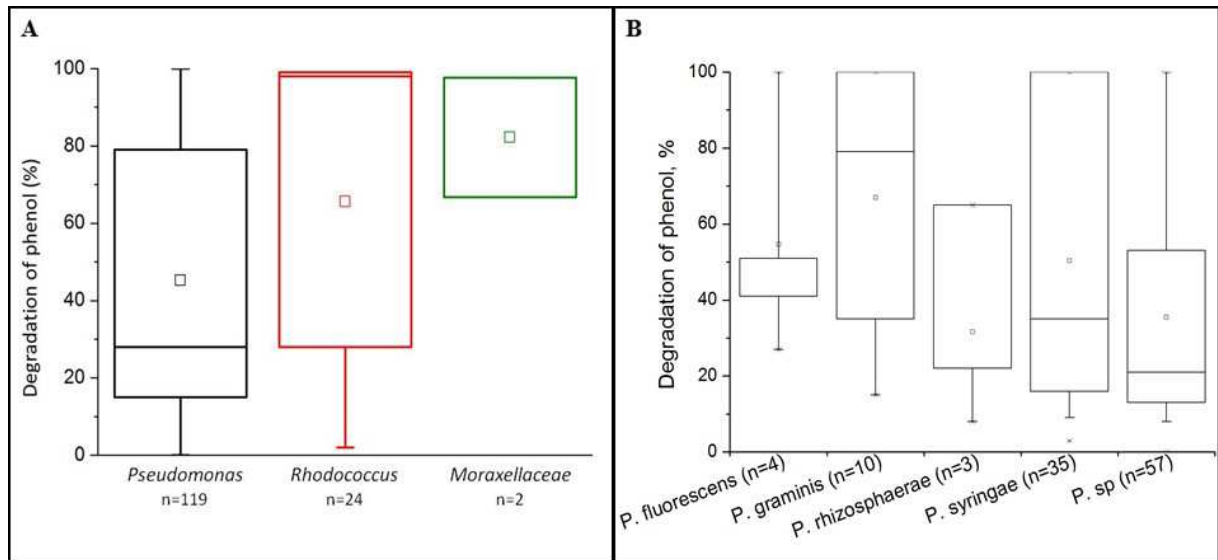 A
Degradation of phenol (%)
100
80
60
40
20
0
Pseudomonas
n=119
Rhodococcus
n=24
Moraxellaceae
n=2
B
Degradation of phenol, %
100
80
60
40
20
0
P. fluorescens (n=4)
P. graminis (n=10)
P. rhizosphaerae (n=3)
P. syringae (n=35)
P. sp (n=57)